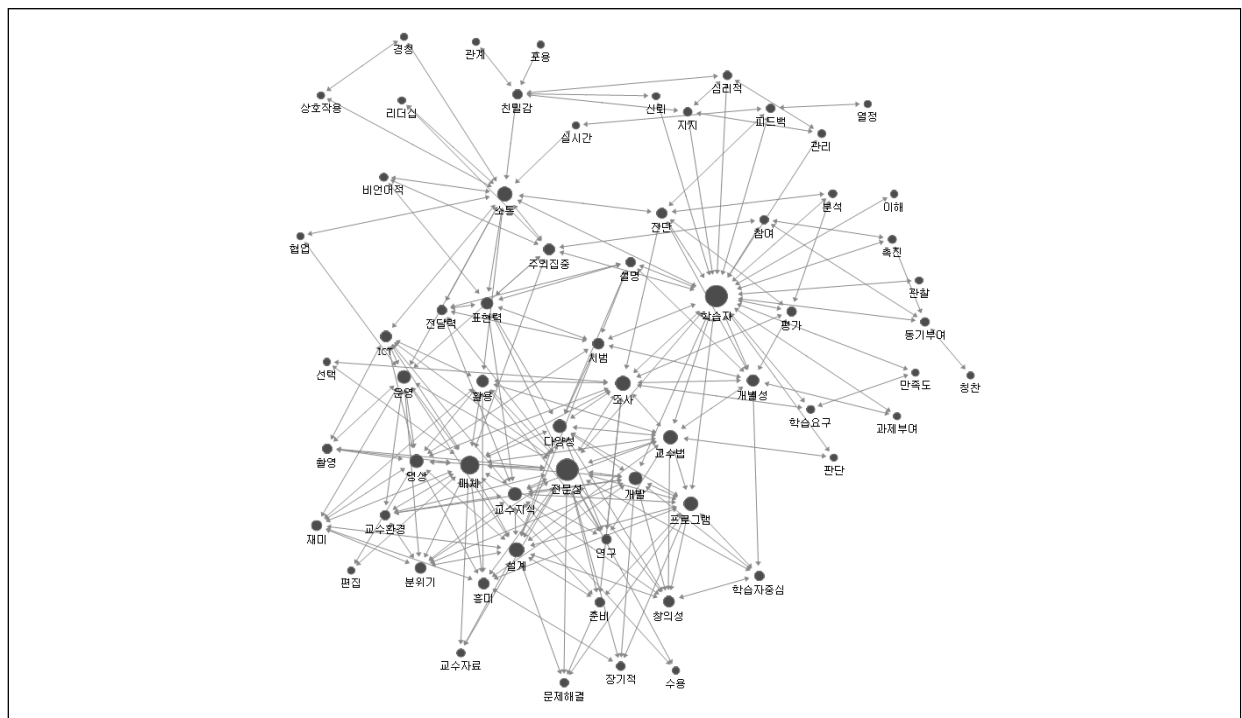 경청
관계
포용
심리적
상호작용
리더십
친밀감
신뢰
지지
피드백
열정
실시간
관리
비언어적
소통
진단
분석
이해
참여
협업
주의집중
설명
촉진
관찰
학습자
전달력
표현력
평가
동기부여
ICT
처방
선택
운영
활용
조사
개별성
만족도
칭찬
학습요구
과제부여
다양성
교수법
촬영
영상
매체
전문성
개발
판단
교수지식
프로그램
재미
교수환경
연구
설계
편집
분위기
흥미
학습자중심
준비
창의성
교수자료
문제해결
장기적
수용